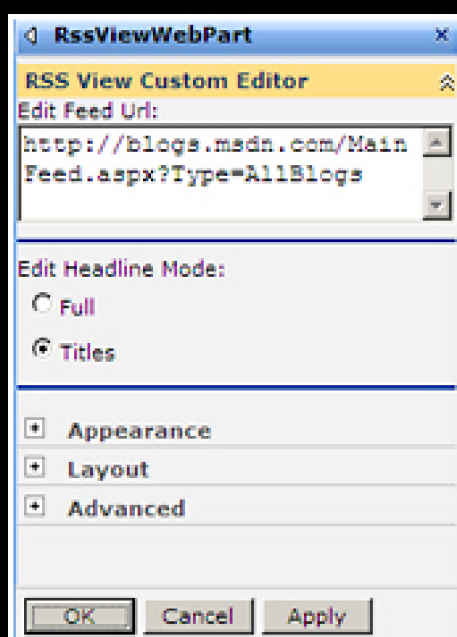 RssViewWebPart
RSS View Custom Editor
Edit Feed Url:
http://blogs.msdn.com/Main
Feed.aspx?Type=AllBlogs
Edit Headline Mode:
Full
Titles
Appearance
Layout
Advanced
OK Cancel Apply